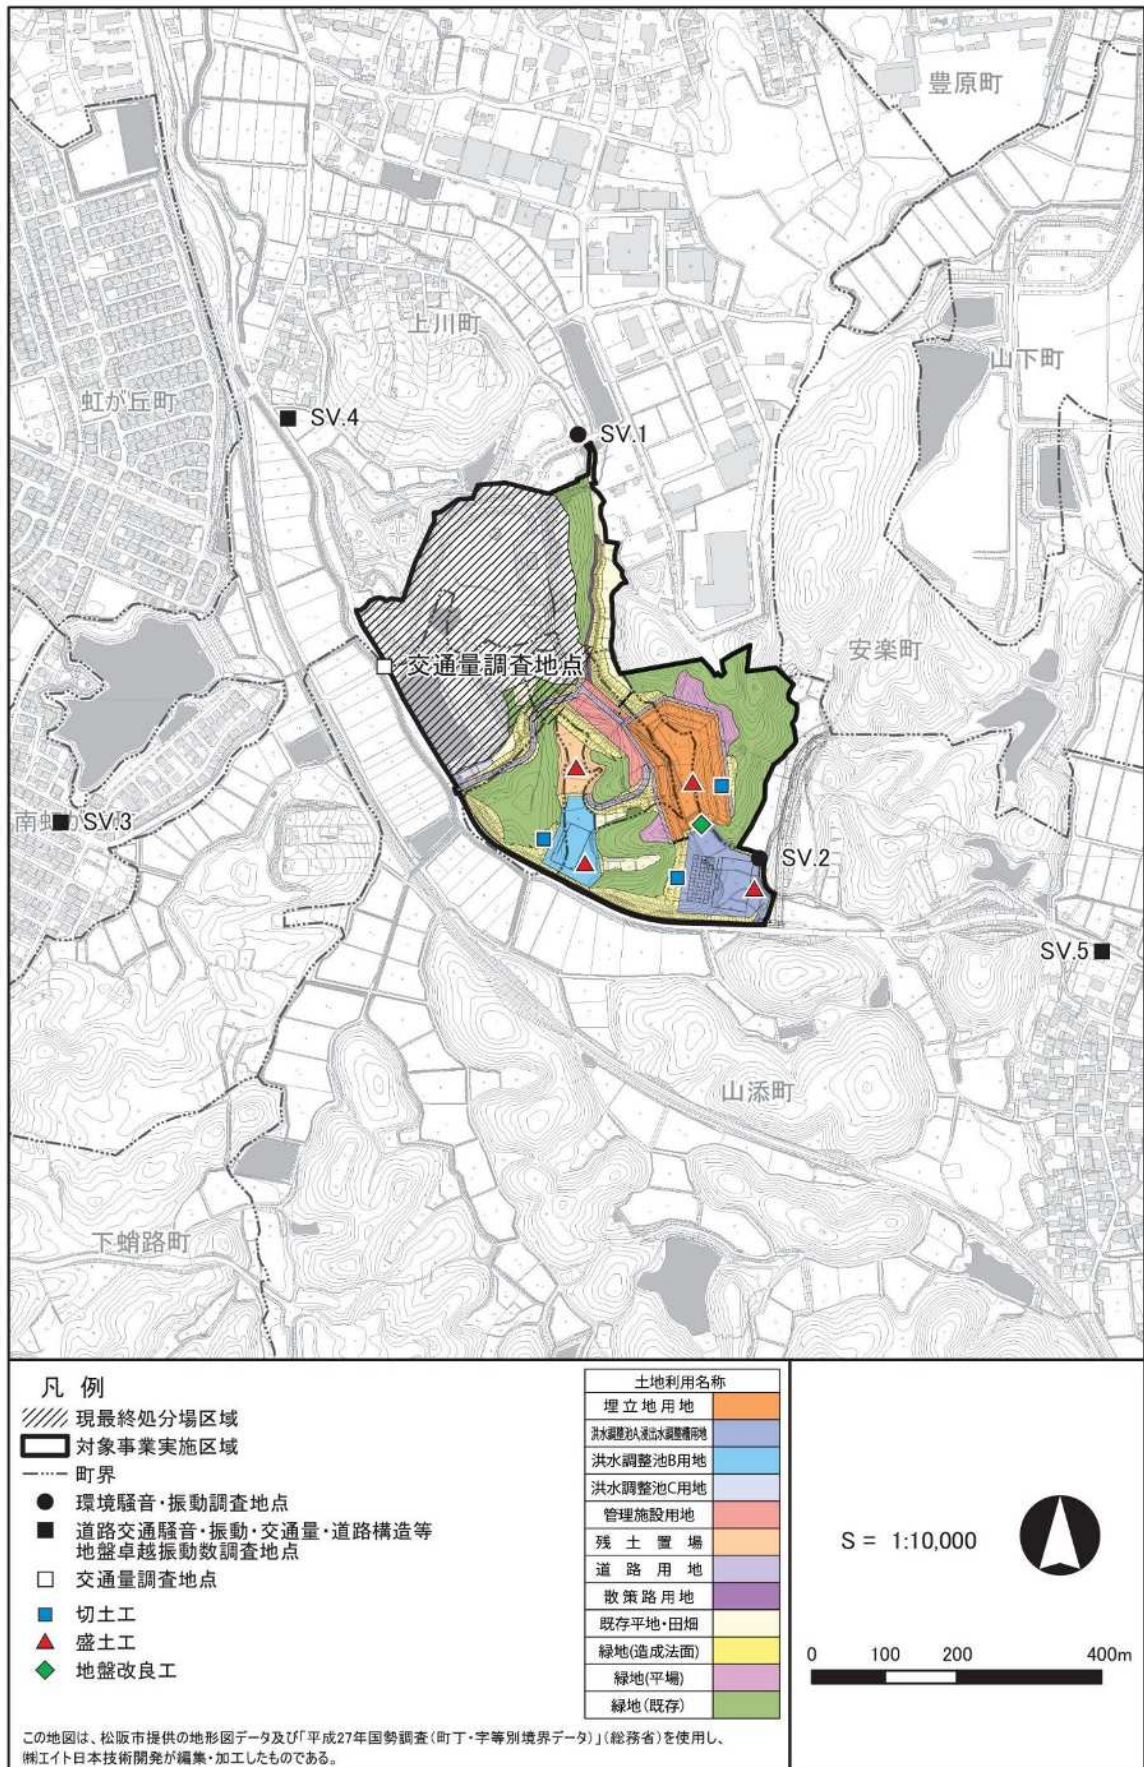 豊原町
上川町
山下町
虹が丘町
SV.4
SV.1
安楽町
交通量調査地点
南虹が
SV.3
SV.2
SV.5
山添町
下蛸路町
凡 例
現最終処分場区域
対象事業実施区域
町界
環境騒音・振動調査地点
道路交通騒音・振動・交通量・道路構造等
地盤卓越振動数調査地点
交通量調査地点
切土工
盛土工
地盤改良工
土地利用名称
埋立地用地
洪水調整池A,浸出水調整槽用地
洪水調整池B用地
洪水調整池C用地
管理施設用地
残土置場
道路用地
散策路用地
既存平地・田畑
緑地(造成法面)
緑地(平場)
緑地(既存)
S = 1:10,000
0 100 200 400m
この地図は、松阪市提供の地形図データ及び「平成27年国勢調査(町丁・字等別境界データ)」(総務省)を使用し、
㈱エイト日本技術開発が編集・加工したものである。